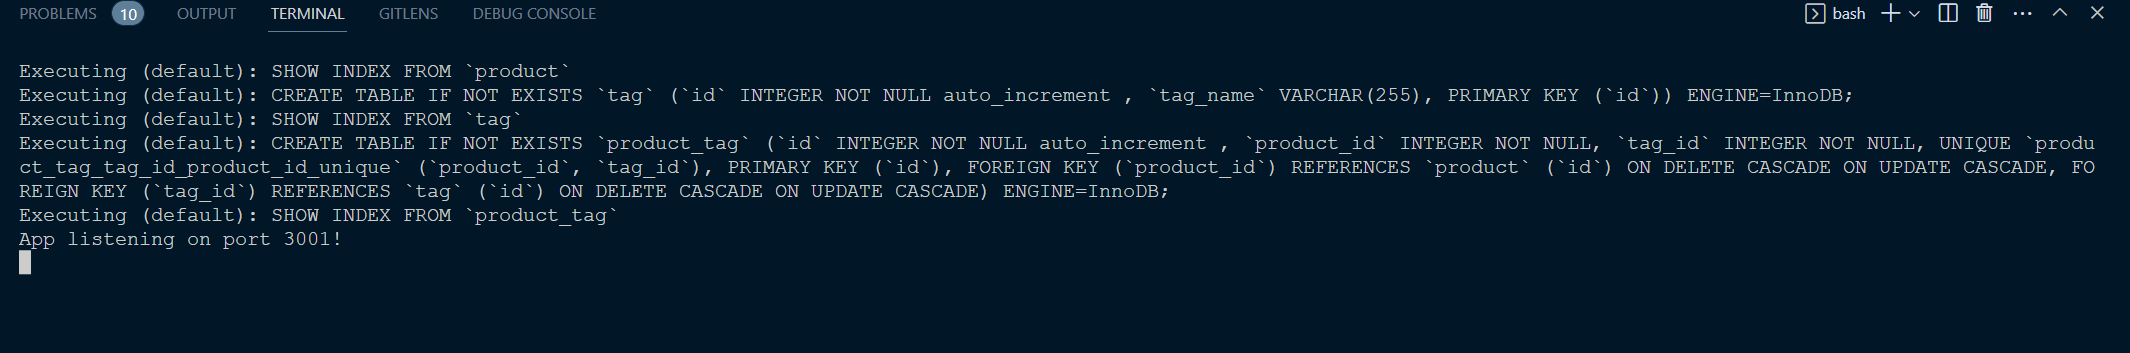 PROBLEMS 10 OUTPUT TERMINAL GITLENS DEBUG CONSOLE bash
Executing (default): SHOW INDEX FROM `product`
Executing (default): CREATE TABLE IF NOT EXISTS `tag` (`id` INTEGER NOT NULL auto_increment , `tag_name` VARCHAR(255), PRIMARY KEY (`id`)) ENGINE=InnoDB;
Executing (default): SHOW INDEX FROM `tag`
Executing (default): CREATE TABLE IF NOT EXISTS `product_tag` (`id` INTEGER NOT NULL auto_increment , `product_id` INTEGER NOT NULL, `tag_id` INTEGER NOT NULL, UNIQUE `produ
ct_tag_tag_id_product_id_unique` (`product_id`, `tag_id`), PRIMARY KEY (`id`), FOREIGN KEY (`product_id`) REFERENCES `product` (`id`) ON DELETE CASCADE ON UPDATE CASCADE, FO
REIGN KEY (`tag_id`) REFERENCES `tag` (`id`) ON DELETE CASCADE ON UPDATE CASCADE) ENGINE=InnoDB;
Executing (default): SHOW INDEX FROM `product_tag`
App listening on port 3001!